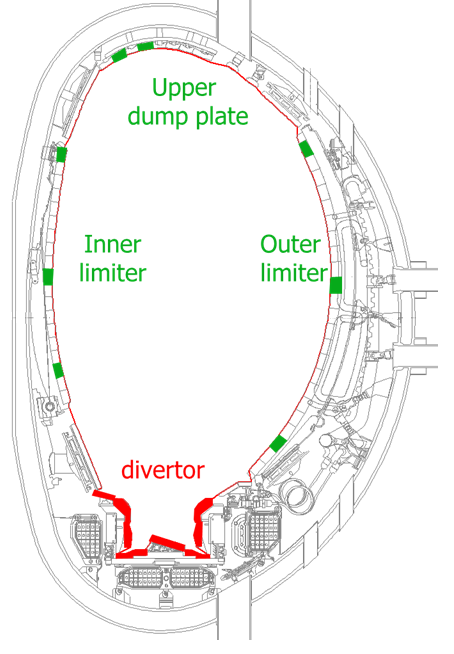 Upper
dump plate
Inner
limiter
Outer
limiter
divertor